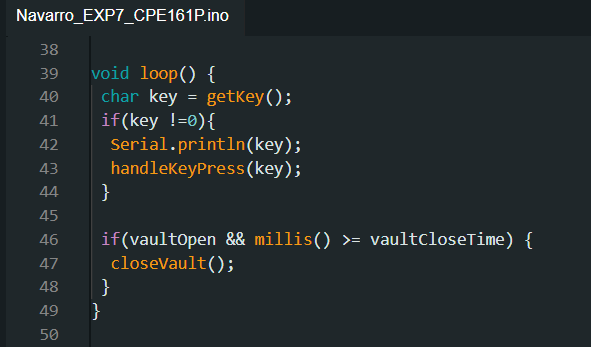 Navarro_EXP7_CPE161P.ino
38
39 void loop() {
40 char key = getKey();
41 if(key !=0){
42 Serial.println(key);
43 handleKeyPress(key);
44 }
45
46 if(vaultOpen && millis() >= vaultCloseTime) {
47 closeVault();
48 }
49 }
50